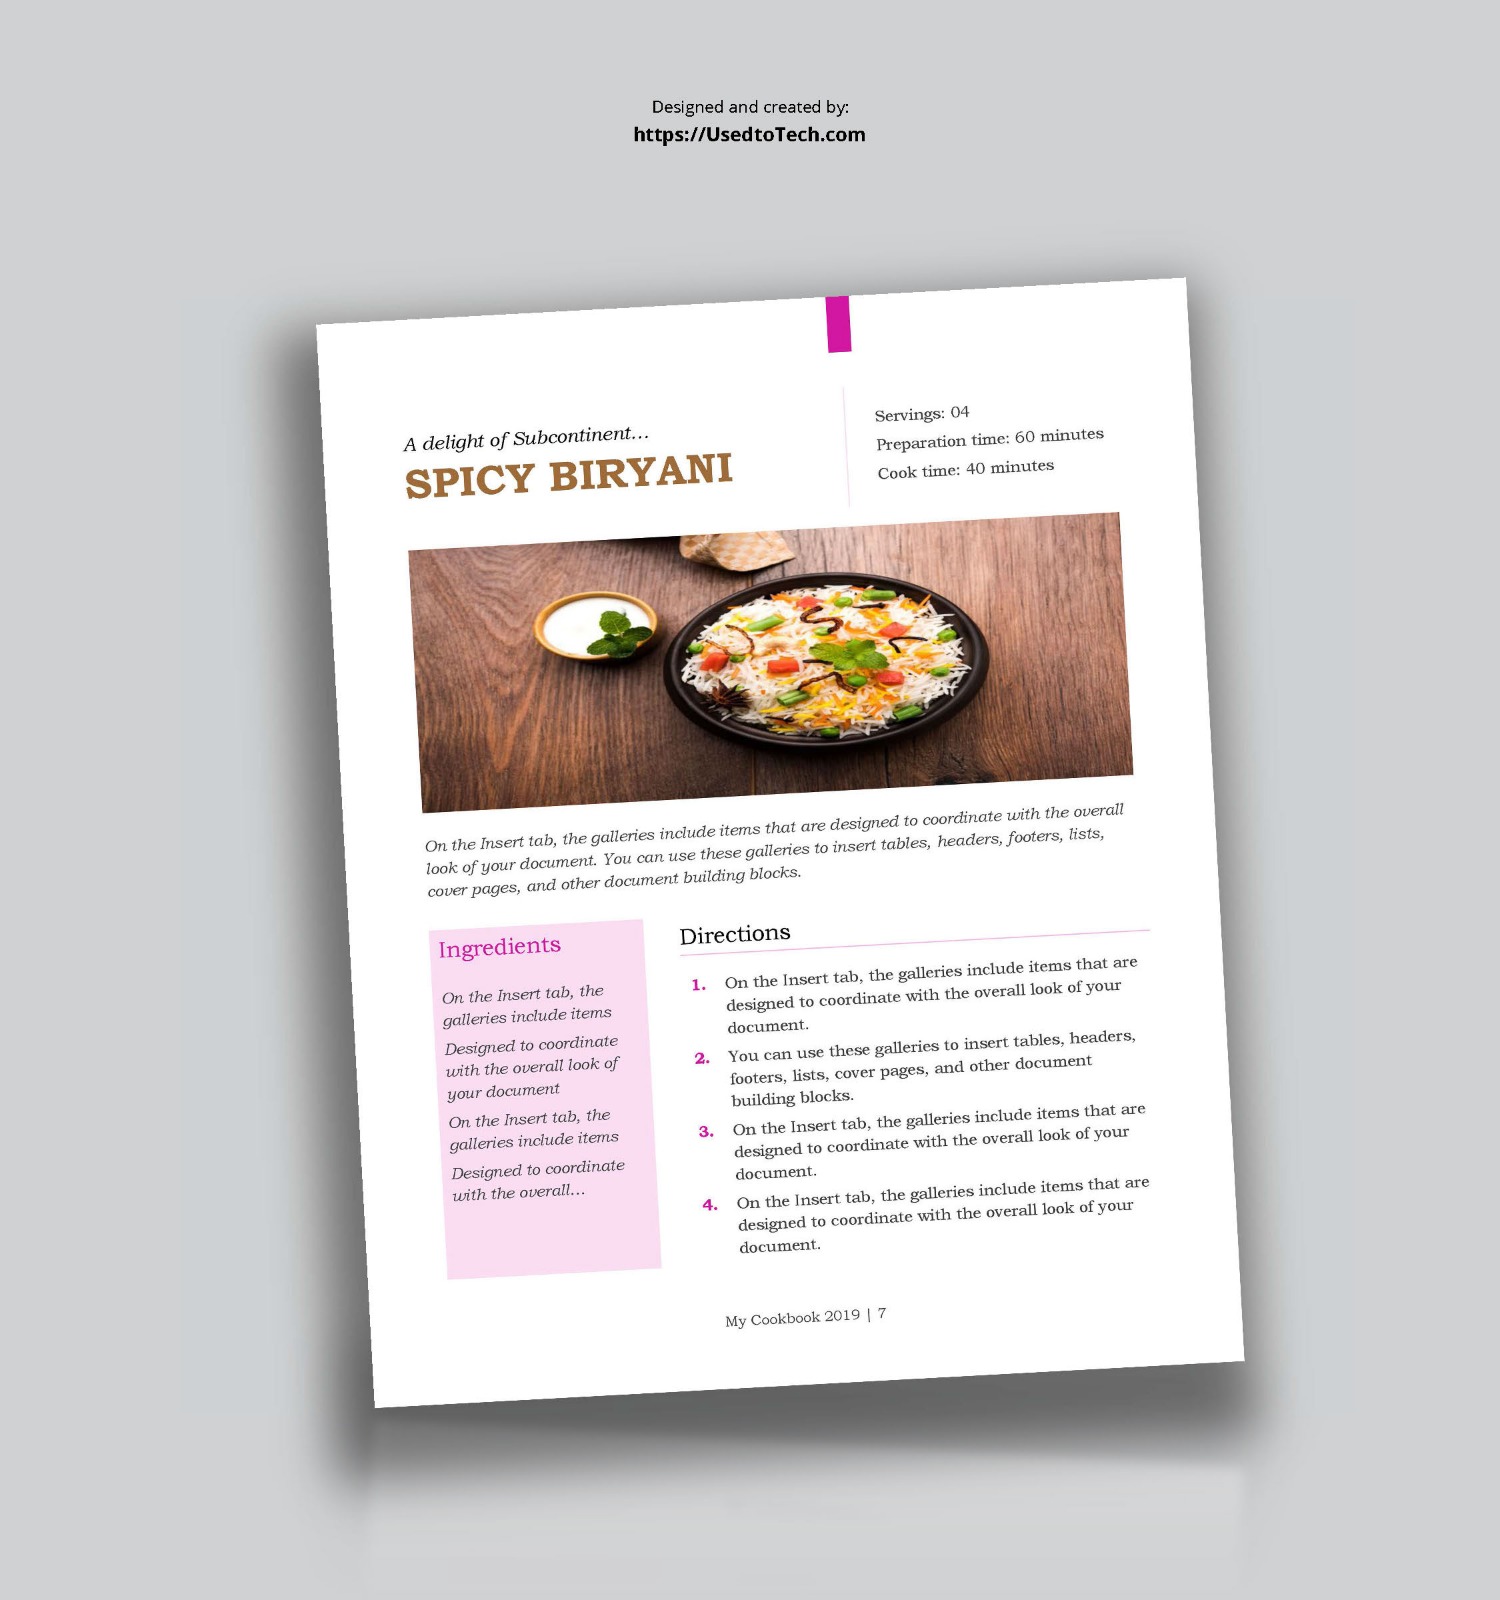 Designed and created by:
https://UsedtoTech.com
A delight of Subcontinent...
SPICY BIRYANI
Servings: 04
Preparation time: 60 minutes
Cook time: 40 minutes
On the Insert tab, the galleries include items that are designed to coordinate with the overall
look of your document. You can use these galleries to insert tables, headers, footers, lists,
cover pages, and other document building blocks.
Ingredients
On the Insert tab, the
galleries include items
Designed to coordinate
with the overall look of
your document
On the Insert tab, the
galleries include items
Designed to coordinate
with the overall...
Directions
1. On the Insert tab, the galleries include items that are
designed to coordinate with the overall look of your
document.
2. You can use these galleries to insert tables, headers,
footers, lists, cover pages, and other document
building blocks.
3. On the Insert tab, the galleries include items that are
designed to coordinate with the overall look of your
document.
4. On the Insert tab, the galleries include items that are
designed to coordinate with the overall look of your
document.
My Cookbook 2019 | 7